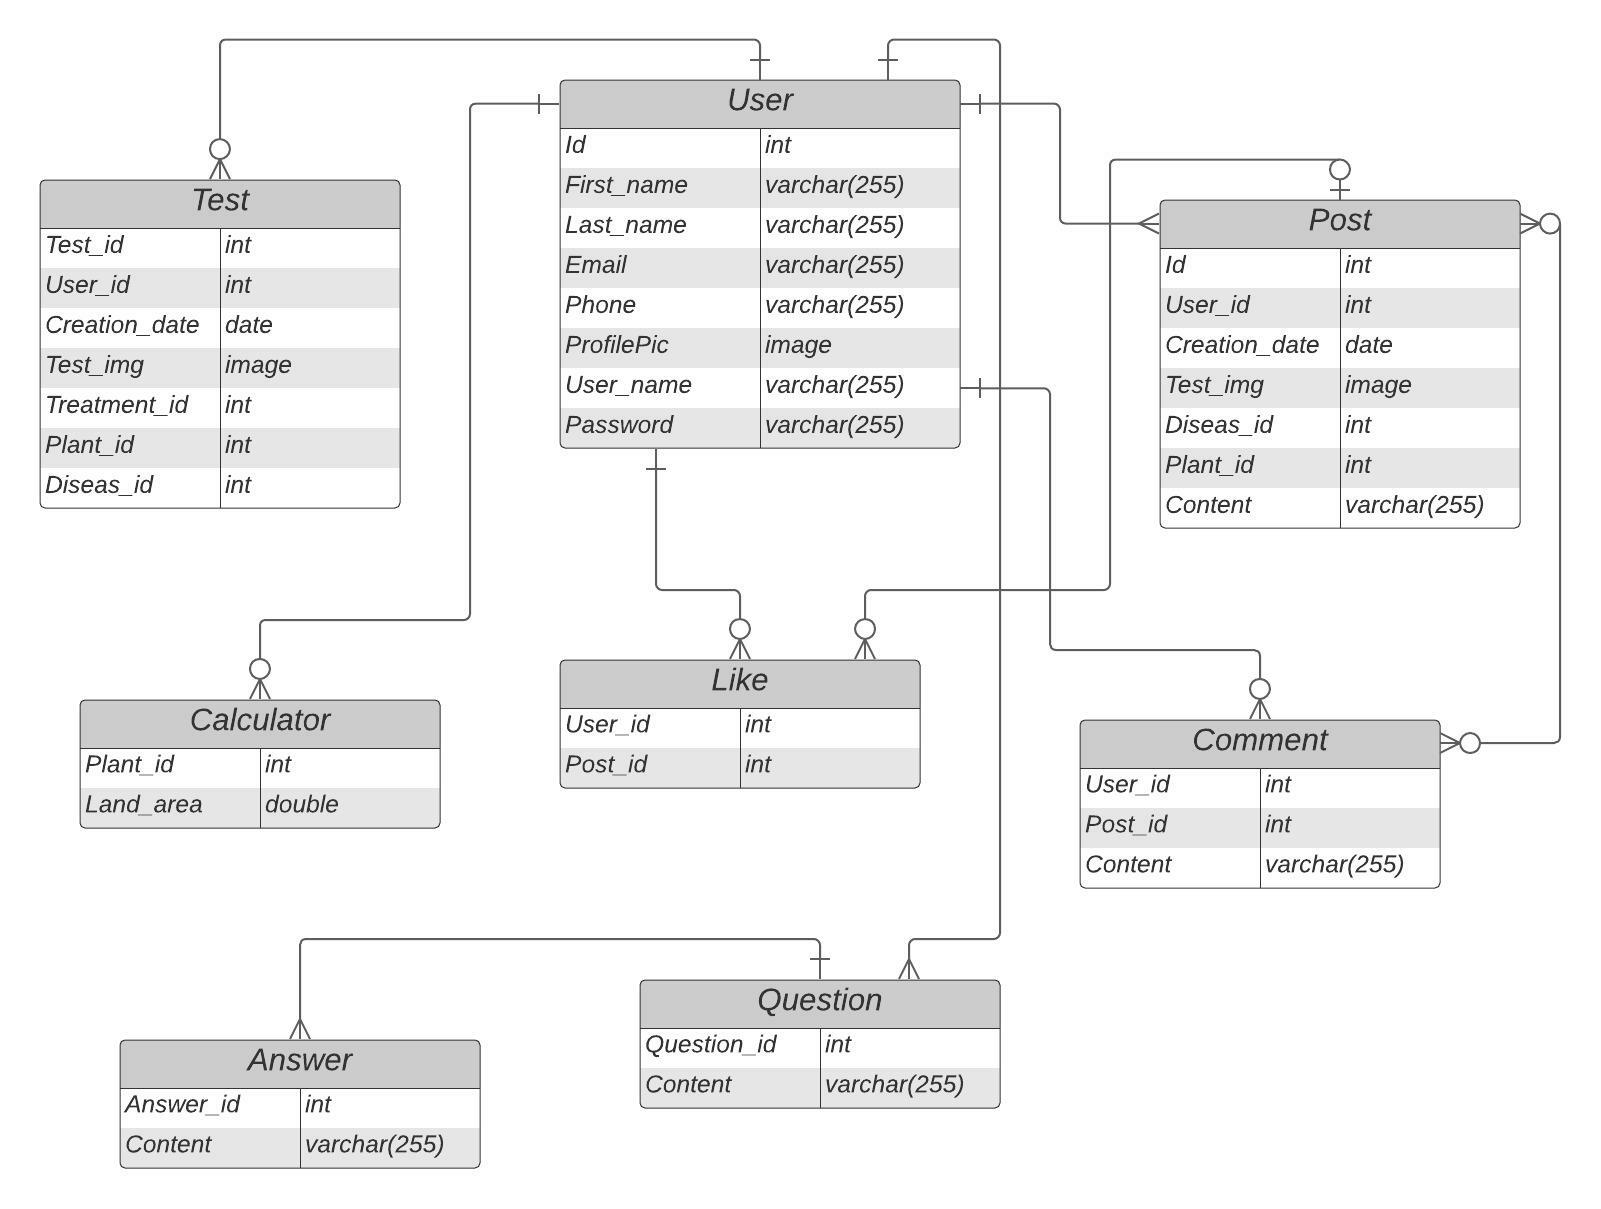 User
Id int
First_name varchar(255)
Last_name varchar(255)
Email varchar(255)
Phone varchar(255)
ProfilePic image
User_name varchar(255)
Password varchar(255)
Test
Test_id int
User_id int
Creation_date date
Test_img image
Treatment_id int
Plant_id int
Diseas_id int
Post
Id int
User_id int
Creation_date date
Test_img image
Diseas_id int
Plant_id int
Content varchar(255)
Calculator
Plant_id int
Land_area double
Like
User_id int
Post_id int
Comment
User_id int
Post_id int
Content varchar(255)
Question
Question_id int
Content varchar(255)
Answer
Answer_id int
Content varchar(255)